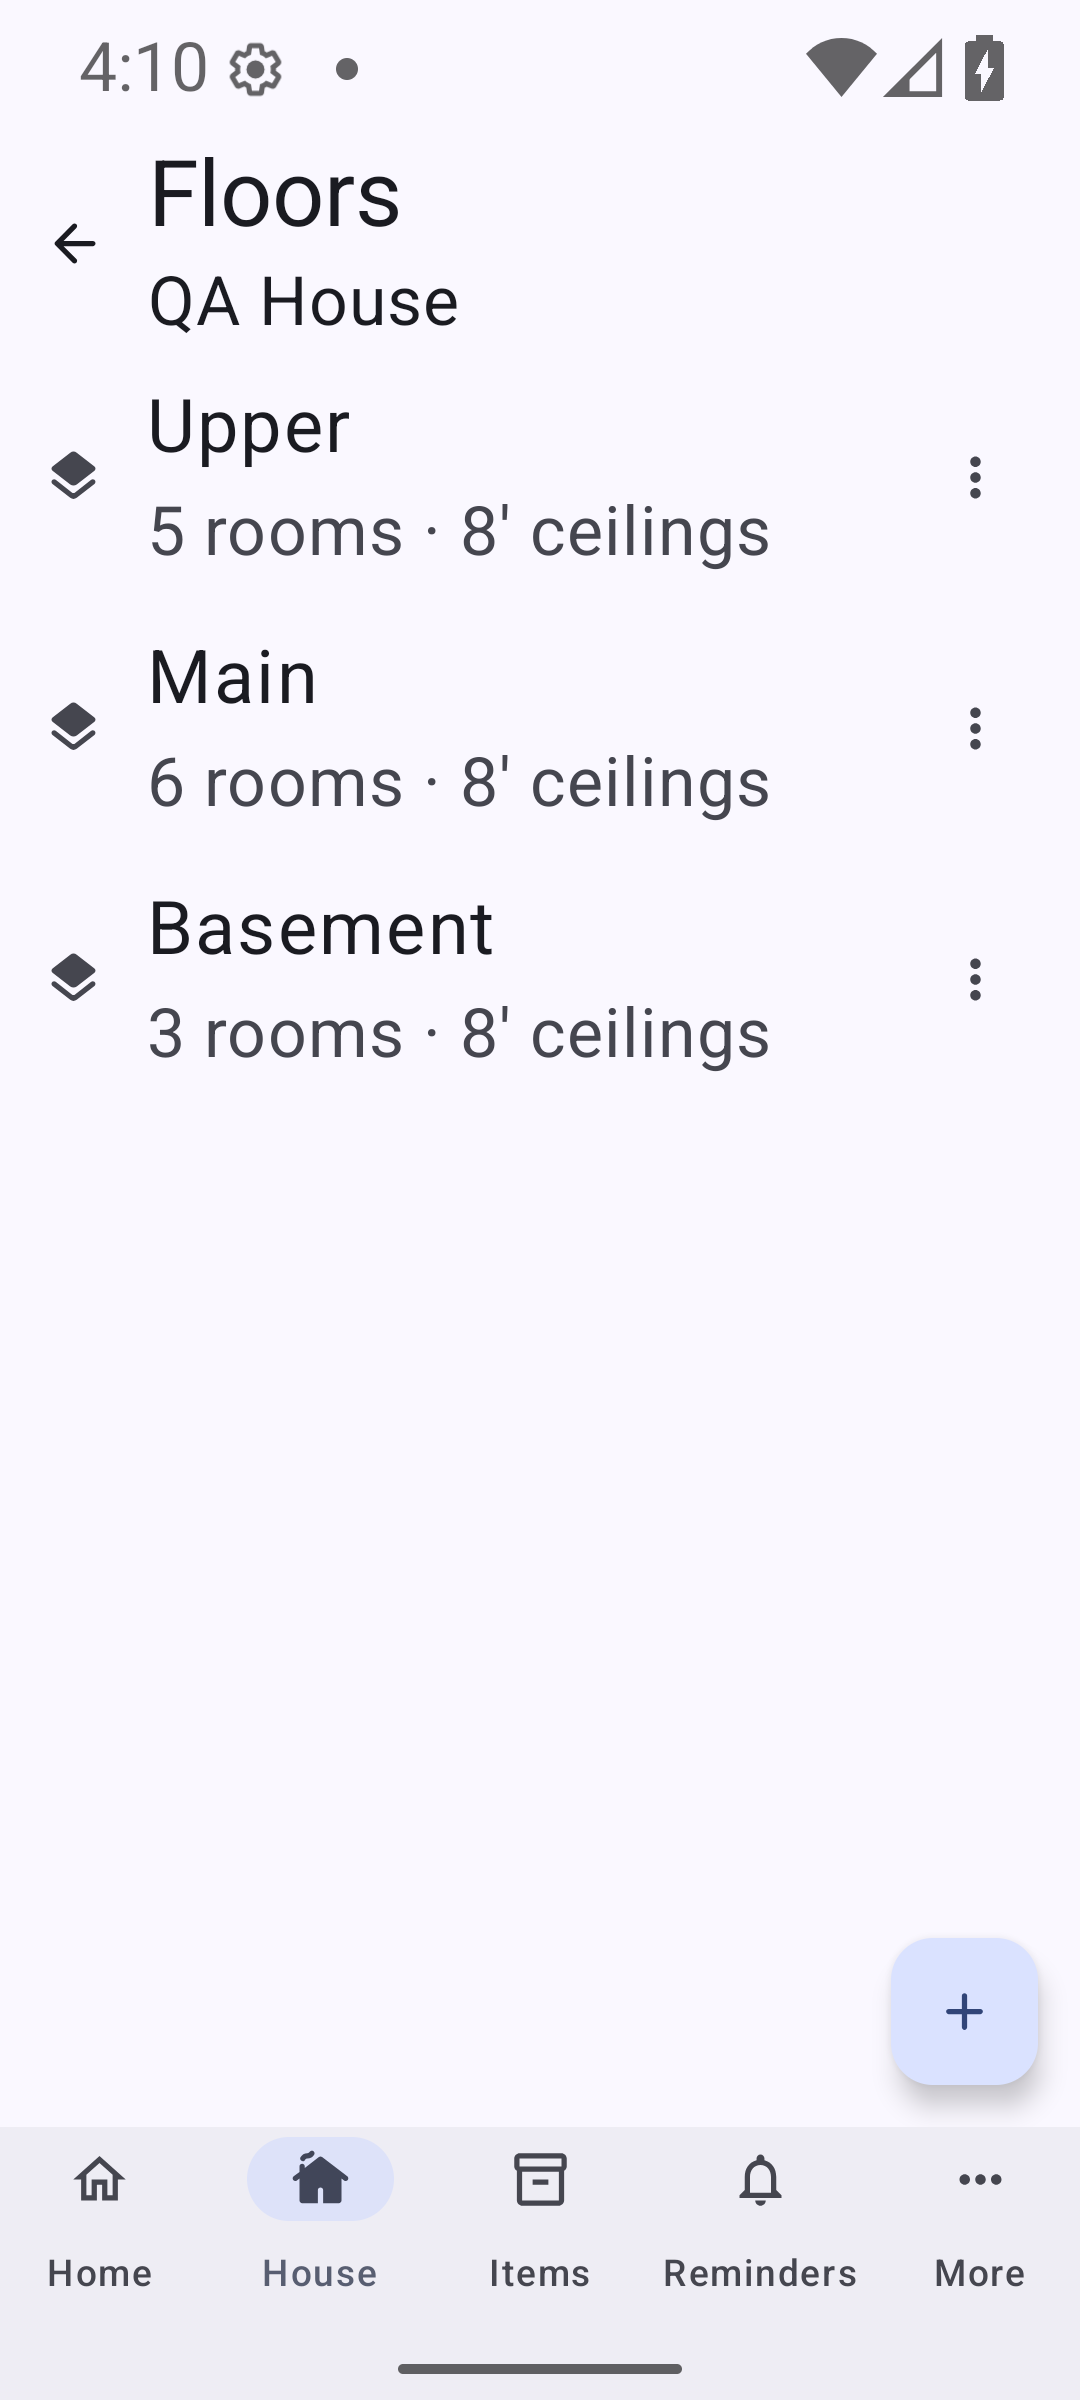 4:10
Floors
QA House
Upper
5 rooms · 8' ceilings
Main
6 rooms · 8' ceilings
Basement
3 rooms · 8' ceilings
Home
House
Items
Reminders
More